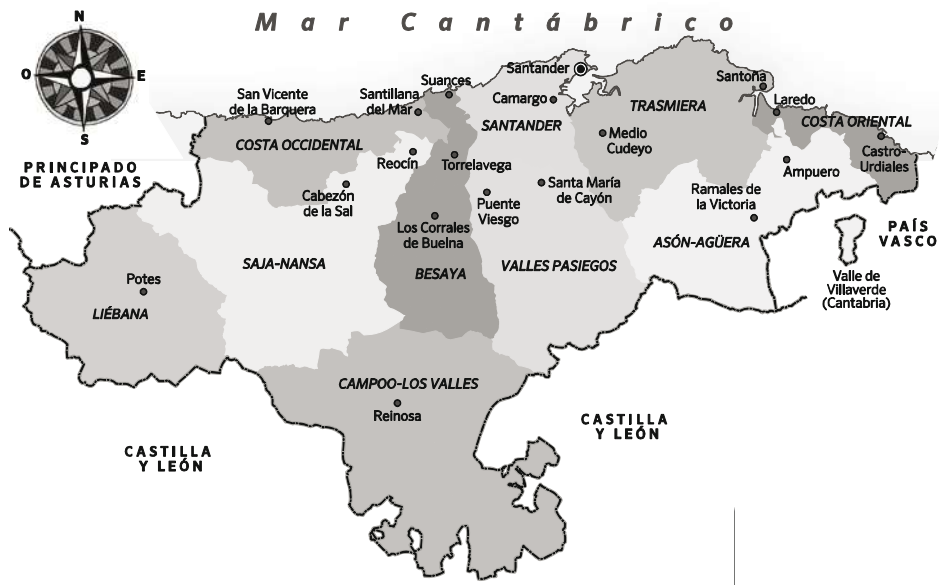 Mar Cantábrico
N
O
E
S
Santander
Suances
San Vicente
de la Barquera
Santillana
del Mar
Camargo
Santoña
Laredo
TRASMIERA
SANTANDER
COSTA ORIENTAL
COSTA OCCIDENTAL
Medio
Cudeyo
Castro-
Urdiales
PRINCIPADO
DE ASTURIAS
Reocín
Torrelavega
Ampuero
Cabezón
de la Sal
Santa María
de Cayón
Ramales de
la Victoria
Puente
Viesgo
Los Corrales
de Buelna
PAÍS
VASCO
ASÓN-AGÜERA
SAJA-NANSA
BESAYA
VALLES PASIEGOS
Valle de
Villaverde
(Cantabria)
Potes
LIÉBANA
CAMPOO-LOS VALLES
Reinosa
CASTILLA
Y LEÓN
CASTILLA
Y LEÓN